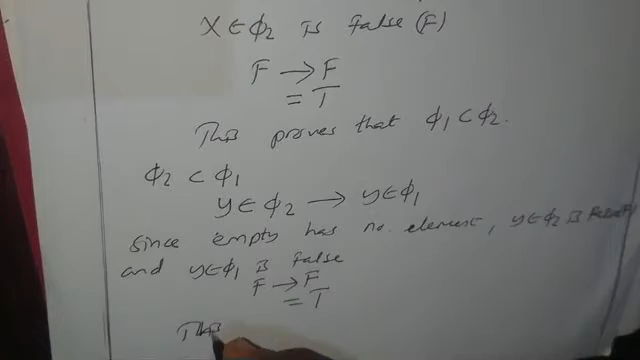 X ∈ ϕ₂ is false (F)
F → F
= T
This proves that ϕ₁ ⊂ ϕ₂.
ϕ₂ ⊂ ϕ₁
y ∈ ϕ₂ → y ∈ ϕ₁
Since empty has no element, y ∈ ϕ₂ is
and y ∈ ϕ₁ is false
F → F
= T
This